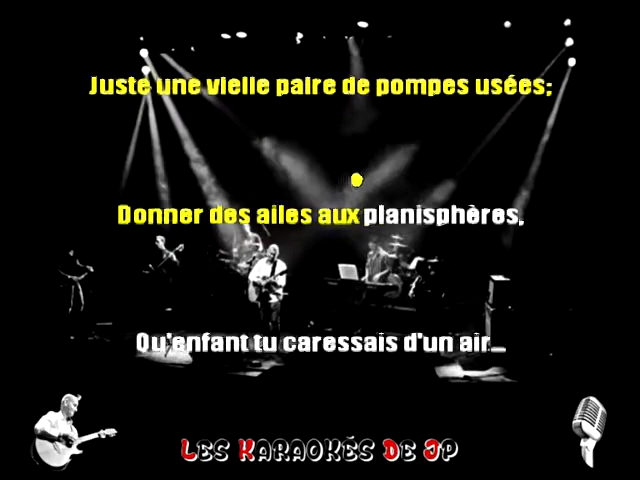 Juste une vielle paire de pompes usées;
Donner des ailes aux planisphères,
Qu'enfant tu caressais d'un air...
Les Karaokés De JP